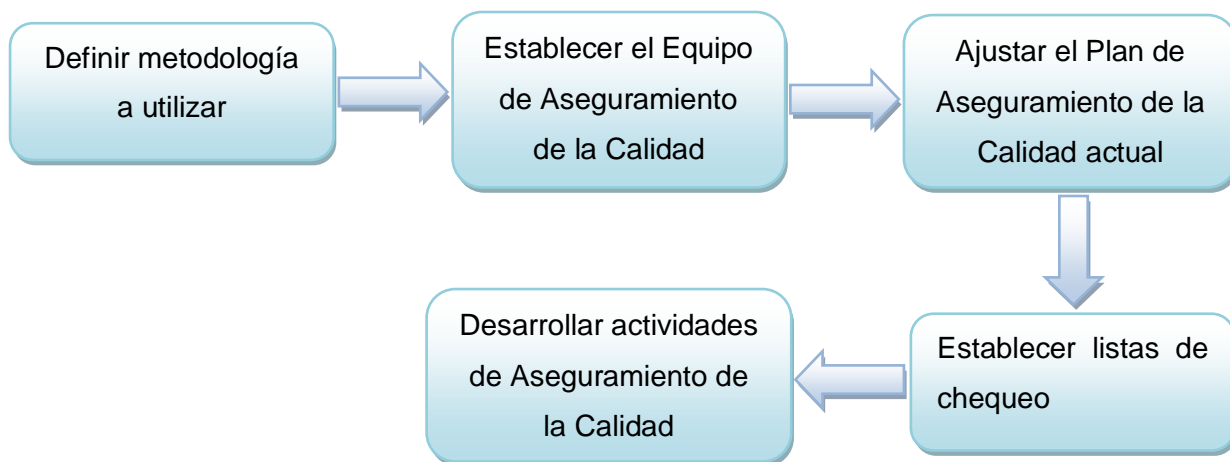 Definir metodología
a utilizar
Establecer el Equipo
de Aseguramiento
de la Calidad
Ajustar el Plan de
Aseguramiento de la
Calidad actual
Establecer listas de
chequeo
Desarrollar actividades
de Aseguramiento de
la Calidad